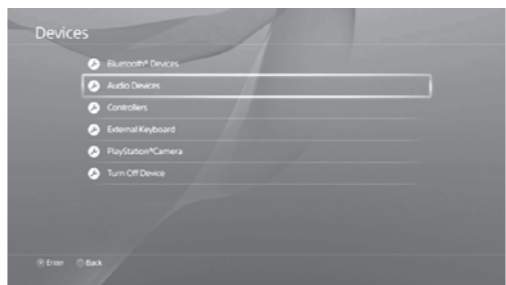 Devices
Bluetooth® Devices
Audio Devices
Controllers
External Keyboard
PlayStation®Camera
Turn Off Device
Enter Back